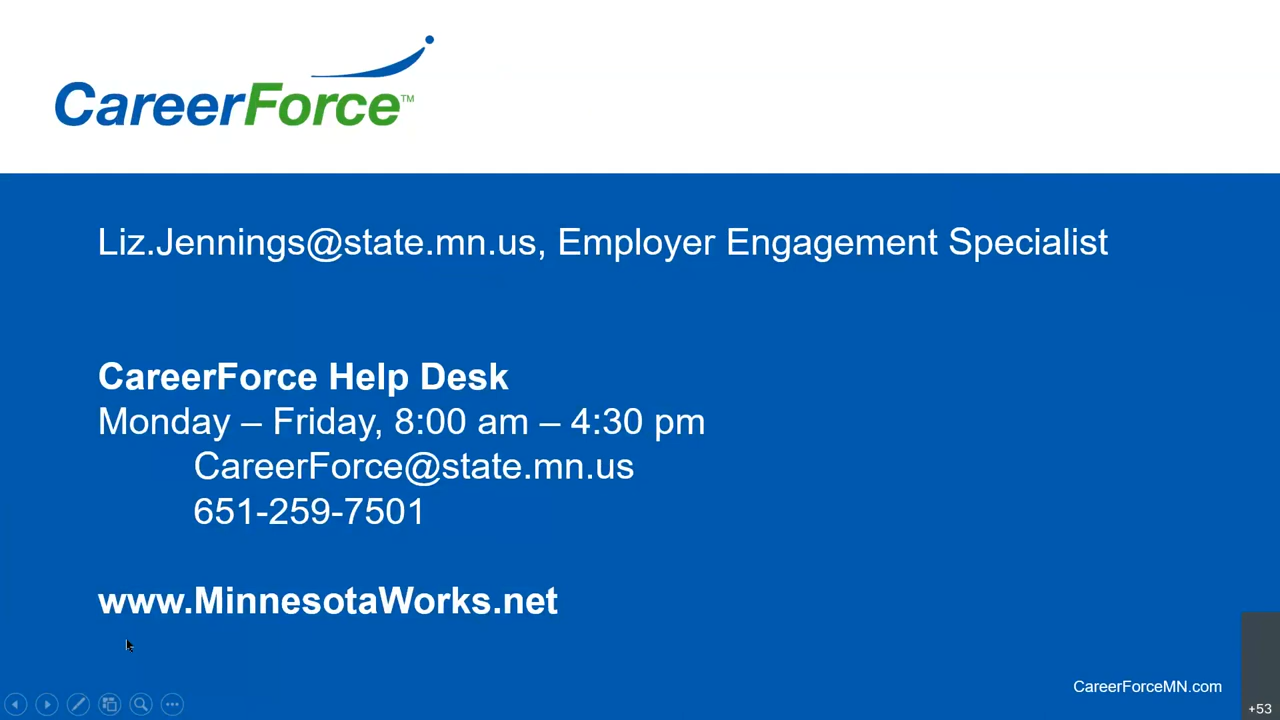 CareerForce™
Liz.Jennings@state.mn.us, Employer Engagement Specialist
CareerForce Help Desk
Monday – Friday, 8:00 am – 4:30 pm
CareerForce@state.mn.us
651-259-7501
www.MinnesotaWorks.net
CareerForceMN.com
+53